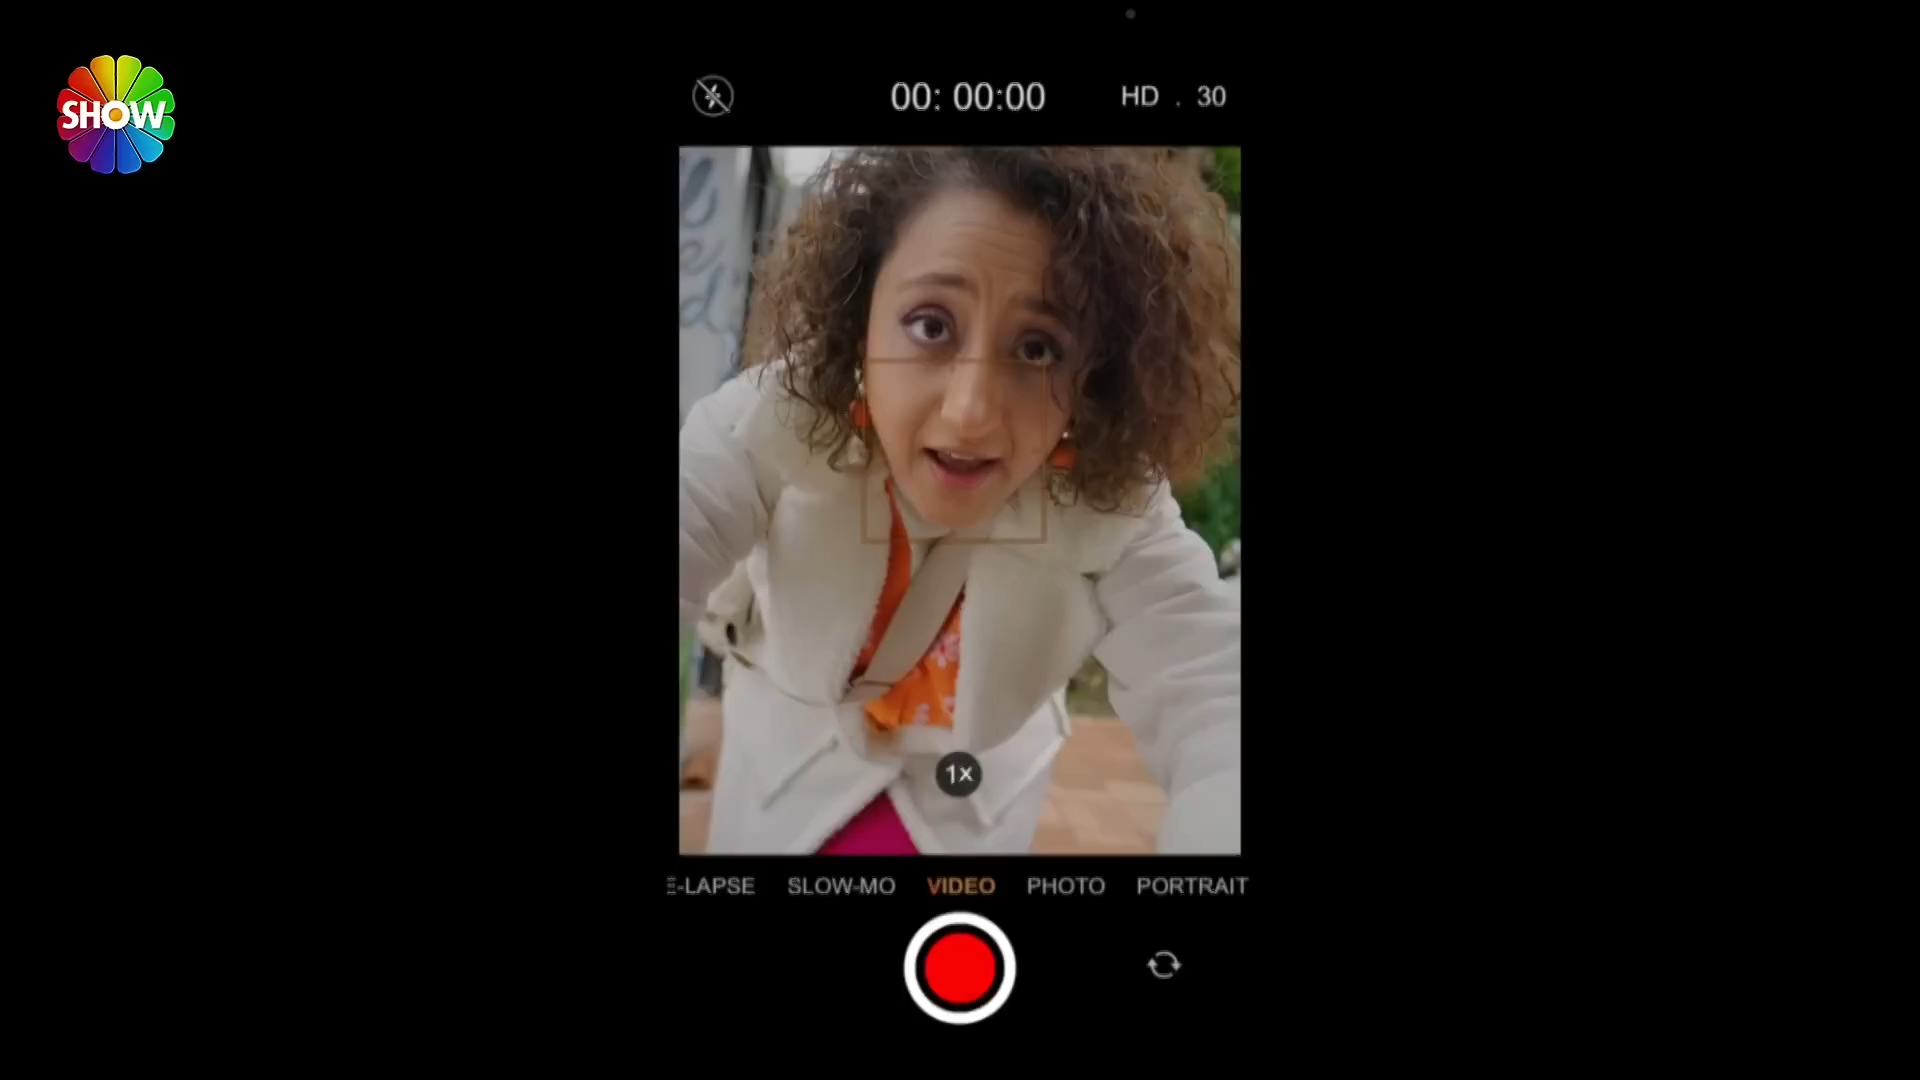 SHOW
00: 00:00
HD . 30
1x
E-LAPSE SLOW-MO VIDEO PHOTO PORTRAIT